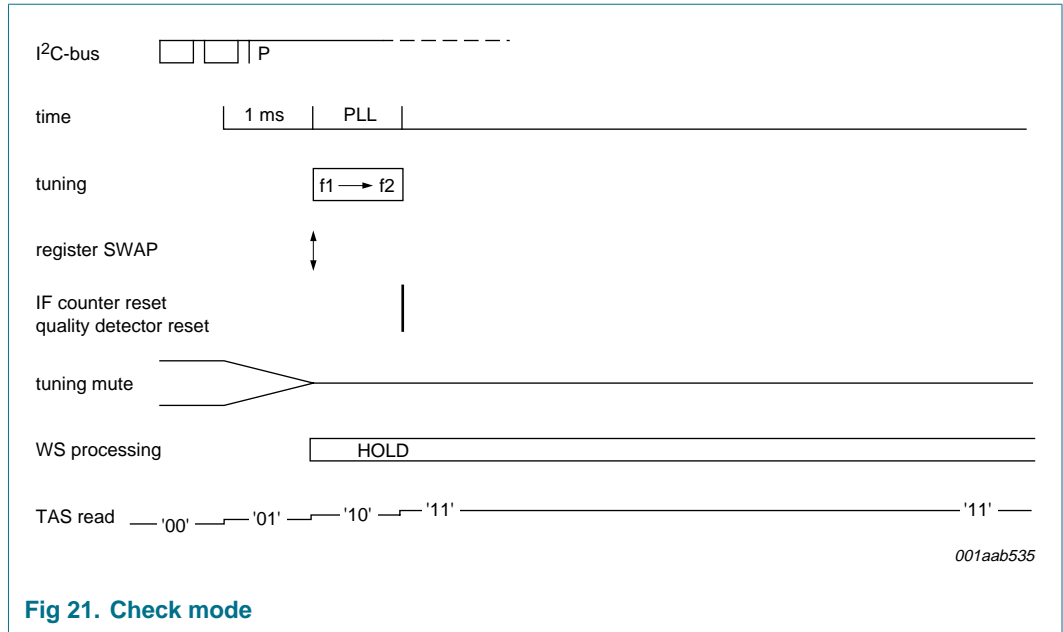 I2C-bus P
time 1 ms PLL
tuning f1 → f2
register SWAP
IF counter reset
quality detector reset
tuning mute
WS processing HOLD
TAS read '00' '01' '10' '11' '11'
001aab535
Fig 21. Check mode